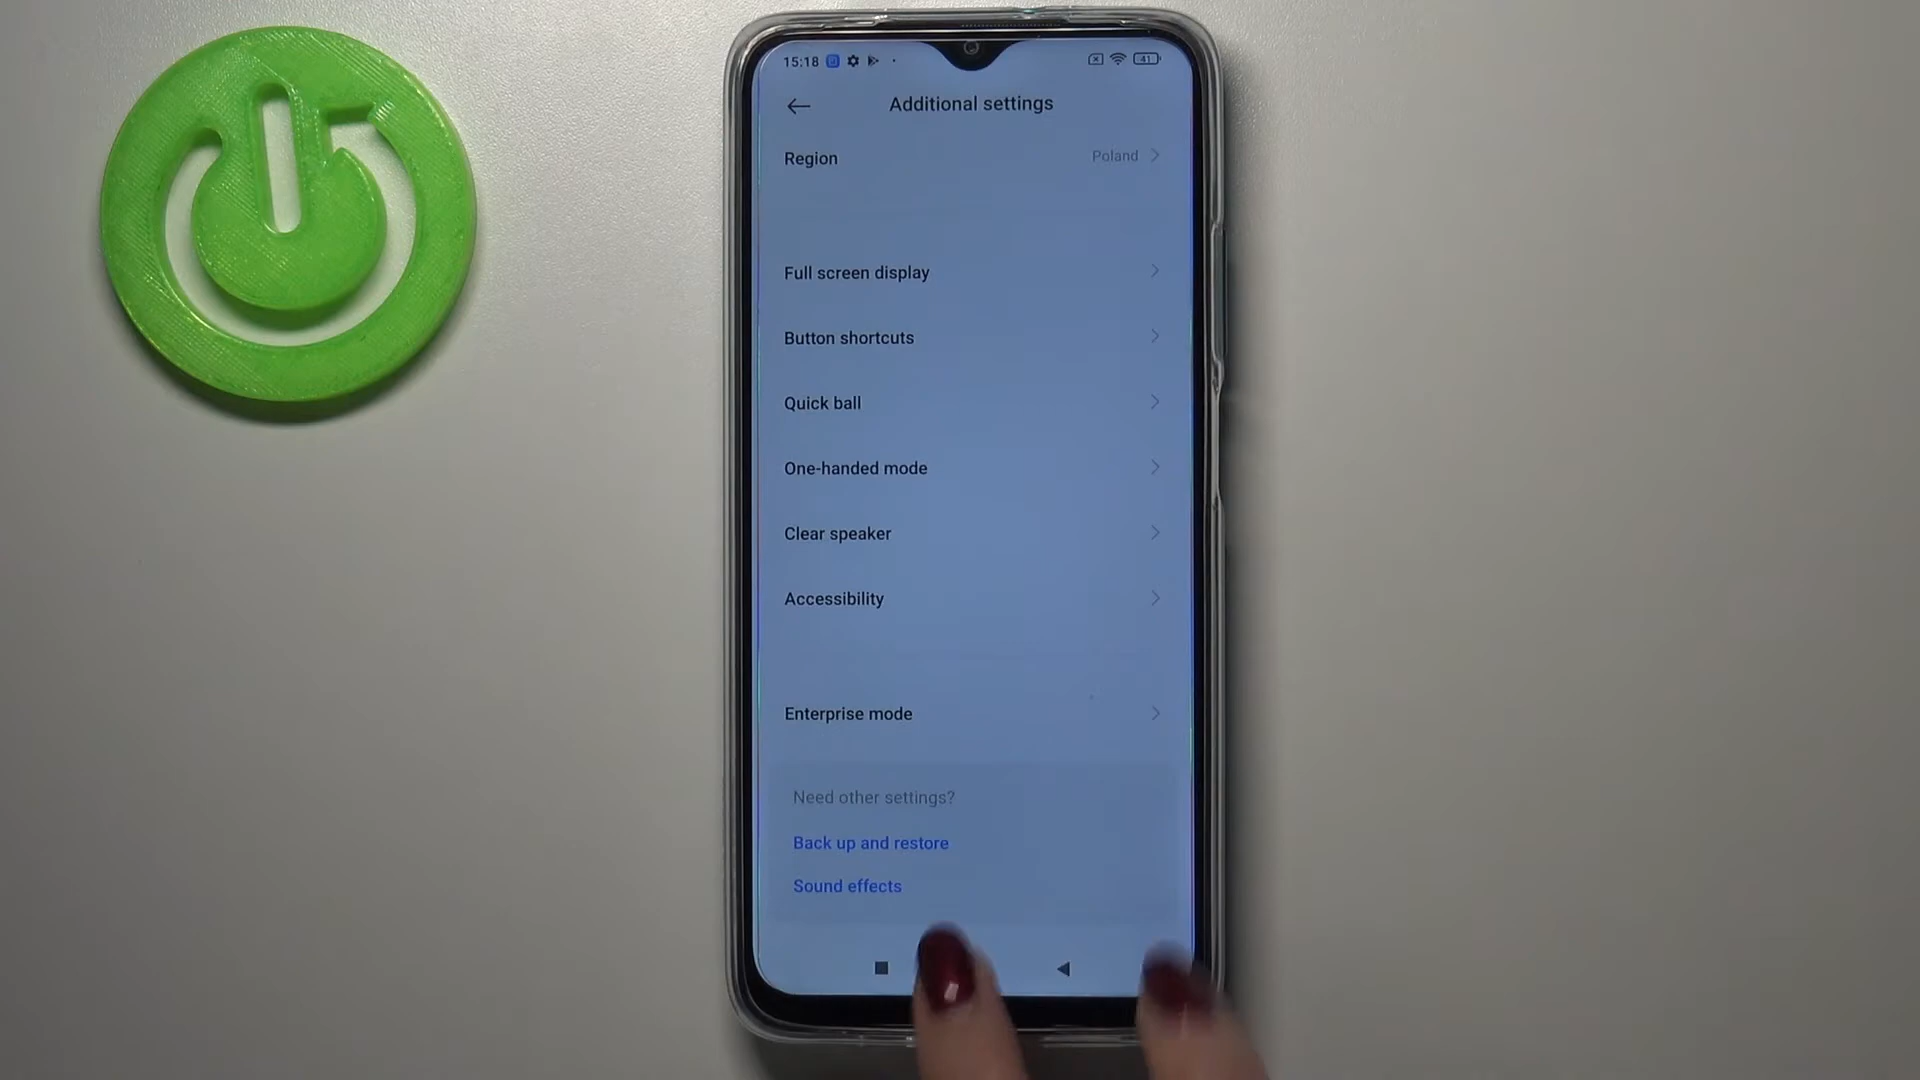 15:18
41
Additional settings
Region Poland
Full screen display
Button shortcuts
Quick ball
One-handed mode
Clear speaker
Accessibility
Enterprise mode
Need other settings?
Back up and restore
Sound effects